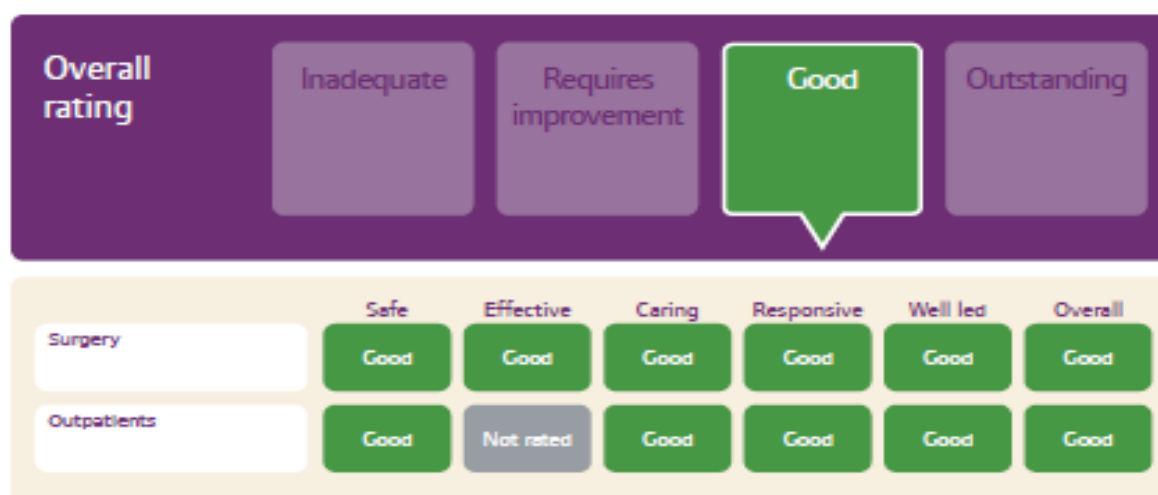 Overall
rating
Inadequate
Requires
improvement
Good
Outstanding
Safe Effective Caring Responsive Well led Overall
Surgery
Good Good Good Good Good Good
Outpatients
Good Not rated Good Good Good Good